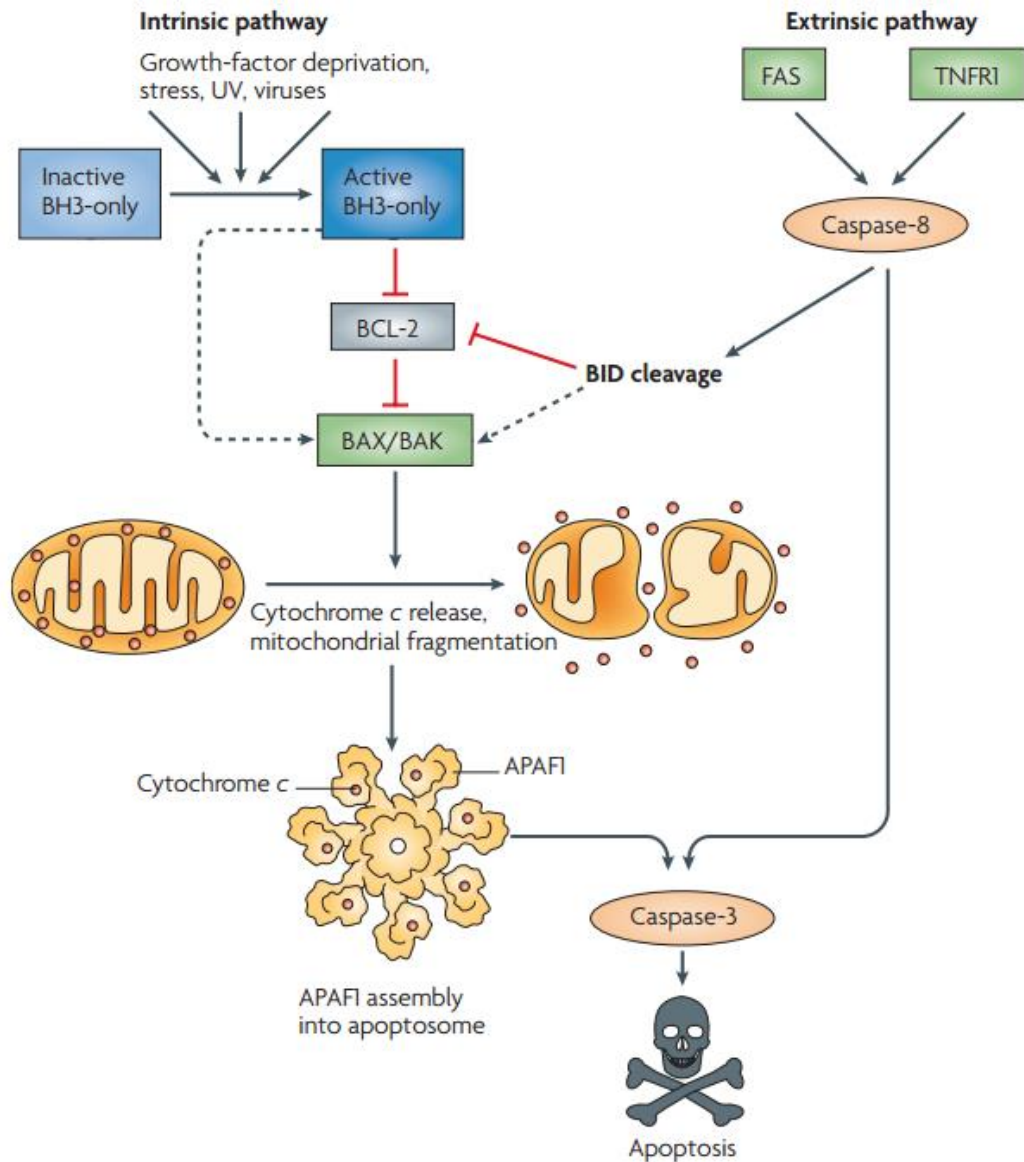 Intrinsic pathway
Extrinsic pathway
Growth-factor deprivation,
stress, UV, viruses
FAS
TNFR1
Inactive
BH3-only
Active
BH3-only
Caspase-8
BCL-2
BID cleavage
BAX/BAK
Cytochrome c release,
mitochondrial fragmentation
Cytochrome c
APAF1
Caspase-3
APAF1 assembly
into apoptosome
Apoptosis